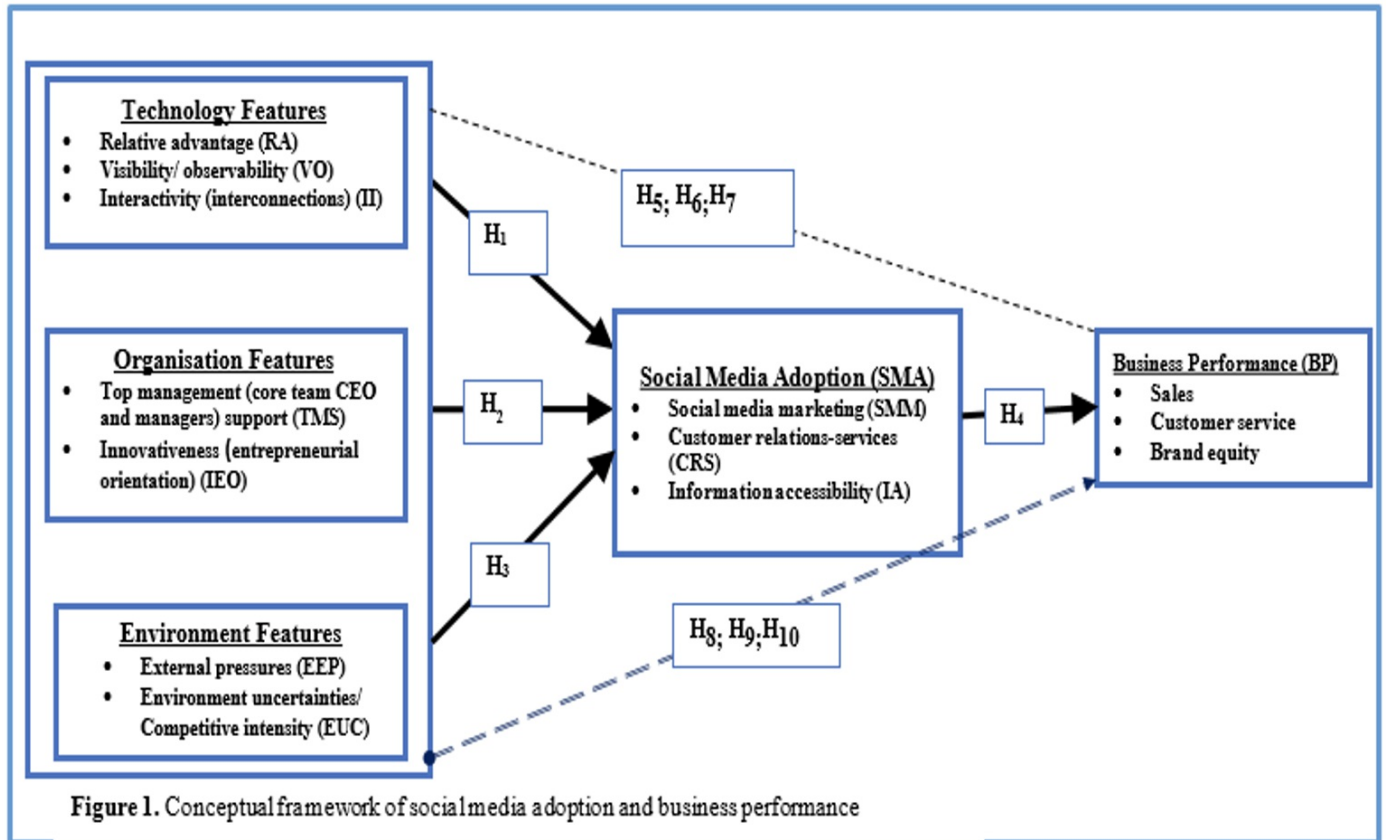 Technology Features
• Relative advantage (RA)
• Visibility/ observability (VO)
• Interactivity (interconnections) (II)
Organisation Features
• Top management (core team CEO
and managers) support (TMS)
• Innovativeness (entrepreneurial
orientation) (IEO)
Environment Features
• External pressures (EEP)
• Environment uncertainties/
Competitive intensity (EUC)
H₁
H₂
H₃
H₅; H₆;H₇
Social Media Adoption (SMA)
• Social media marketing (SMM)
• Customer relations-services
(CRS)
• Information accessibility (IA)
H₄
H₈; H₉;H₁₀
Business Performance (BP)
• Sales
• Customer service
• Brand equity
Figure 1. Conceptual framework of social media adoption and business performance